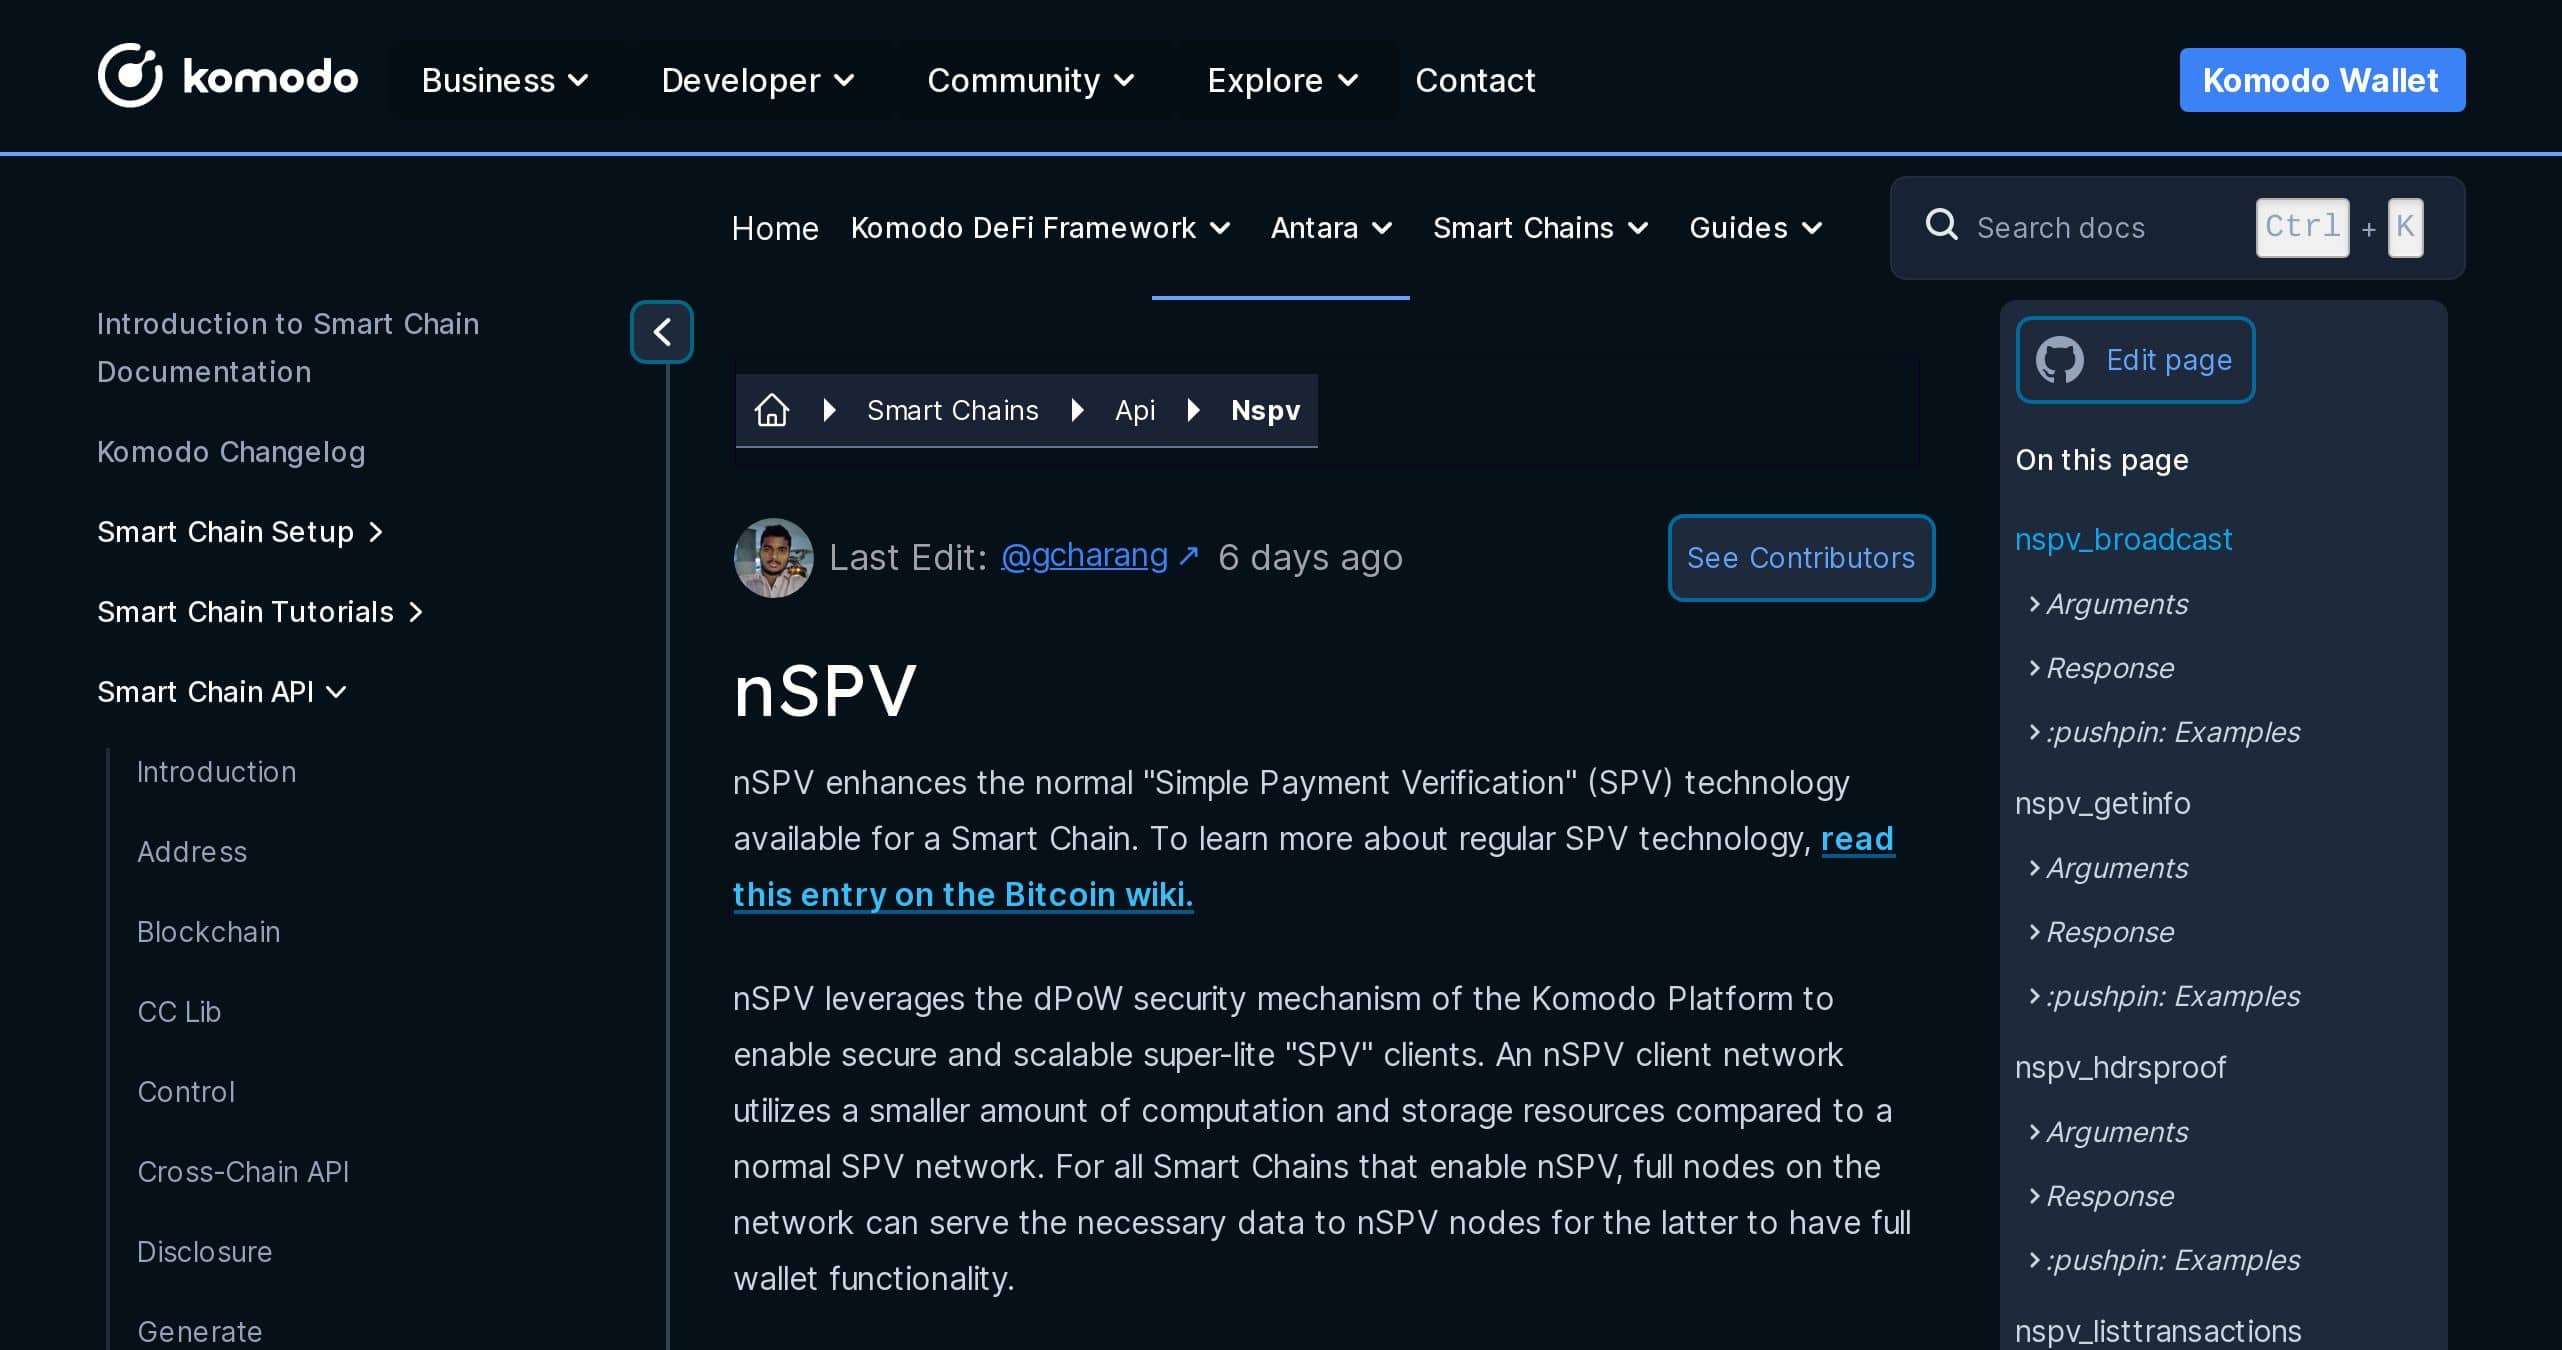 komodo
Business
Developer
Community
Explore
Contact
Komodo Wallet
Home
Komodo DeFi Framework
Antara
Smart Chains
Guides
Search docs
Ctrl + K
Introduction to Smart Chain
Documentation
Komodo Changelog
Smart Chain Setup
Smart Chain Tutorials
Smart Chain API
Introduction
Address
Blockchain
CC Lib
Control
Cross-Chain API
Disclosure
Generate
Smart Chains
Api
Nspv
Last Edit: @gcharang ↗ 6 days ago
See Contributors
nSPV
nSPV enhances the normal "Simple Payment Verification" (SPV) technology
available for a Smart Chain. To learn more about regular SPV technology, read
this entry on the Bitcoin wiki.
nSPV leverages the dPoW security mechanism of the Komodo Platform to
enable secure and scalable super-lite "SPV" clients. An nSPV client network
utilizes a smaller amount of computation and storage resources compared to a
normal SPV network. For all Smart Chains that enable nSPV, full nodes on the
network can serve the necessary data to nSPV nodes for the latter to have full
wallet functionality.
Edit page
On this page
nspv_broadcast
Arguments
Response
:pushpin: Examples
nspv_getinfo
Arguments
Response
:pushpin: Examples
nspv_hdrsproof
Arguments
Response
:pushpin: Examples
nspv_listtransactions